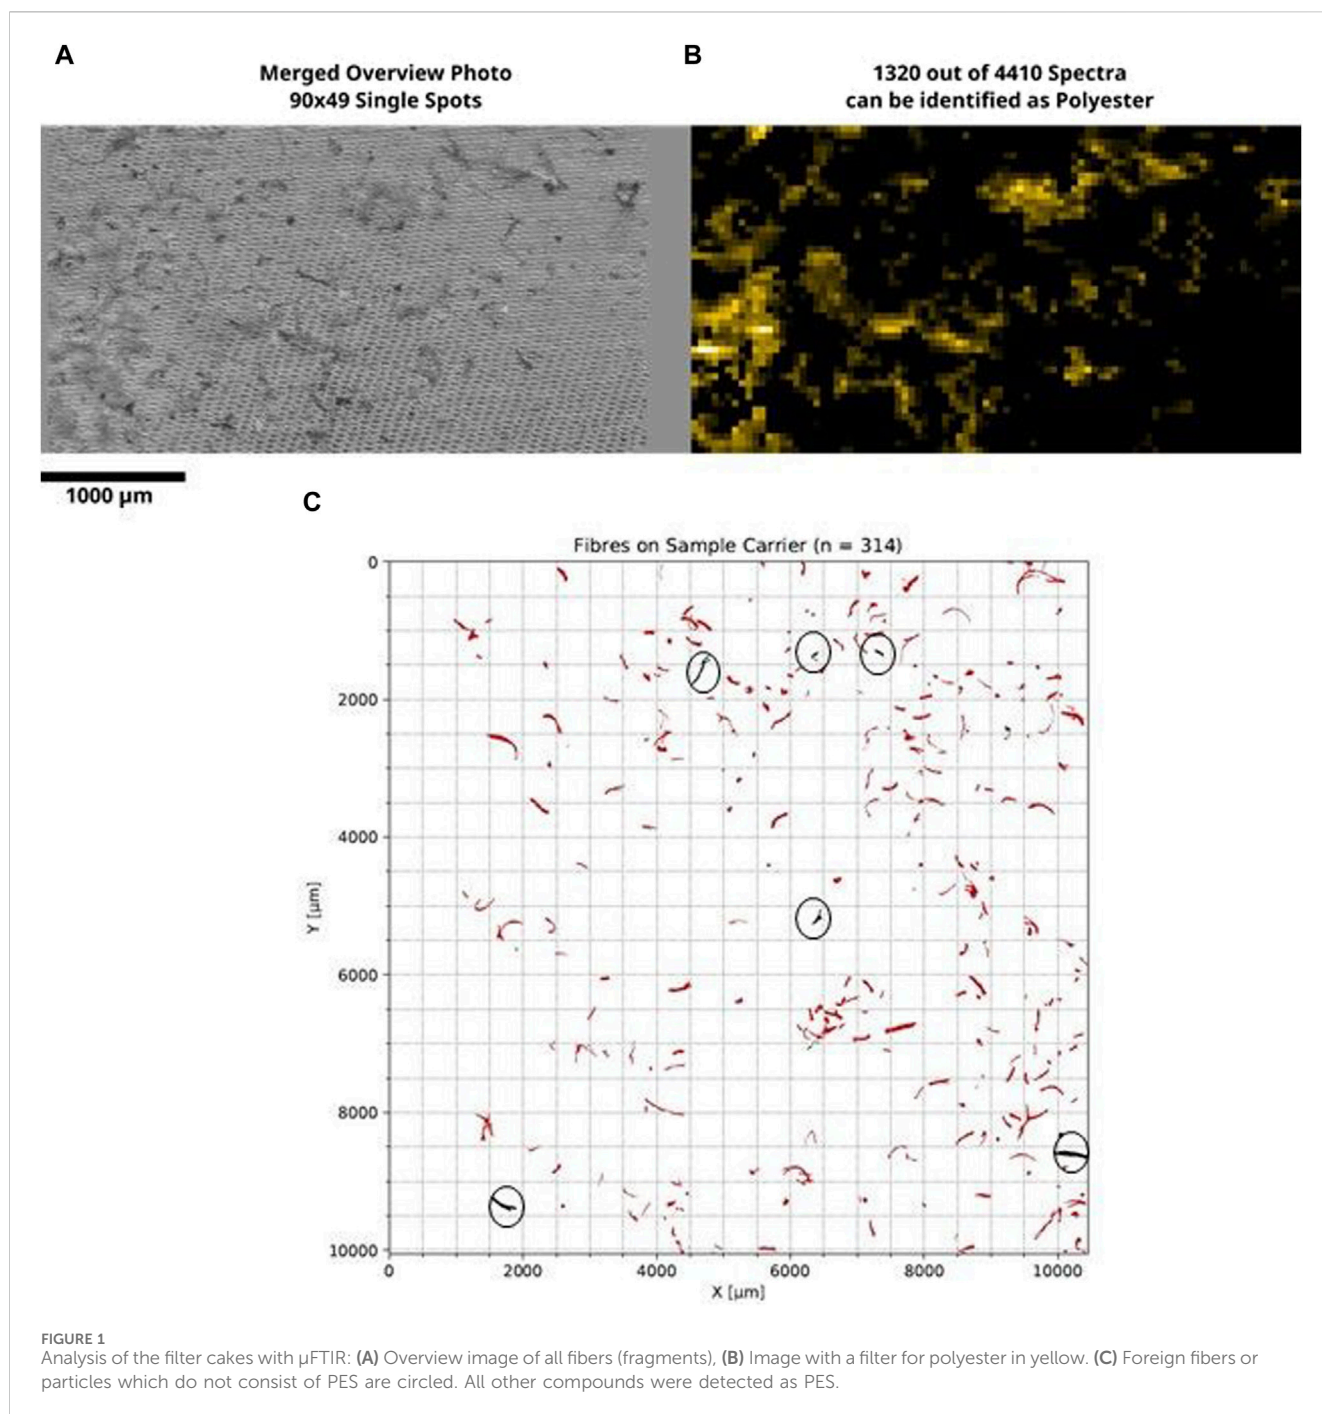 A
Merged Overview Photo
90x49 Single Spots
B
1320 out of 4410 Spectra
can be identified as Polyester
1000 µm
C
Fibres on Sample Carrier (n = 314)
0
2000
4000
6000
8000
10000
Y [µm]
0 2000 4000 6000 8000 10000
X [µm]
FIGURE 1
Analysis of the filter cakes with µFTIR: (A) Overview image of all fibers (fragments), (B) Image with a filter for polyester in yellow. (C) Foreign fibers or
particles which do not consist of PES are circled. All other compounds were detected as PES.